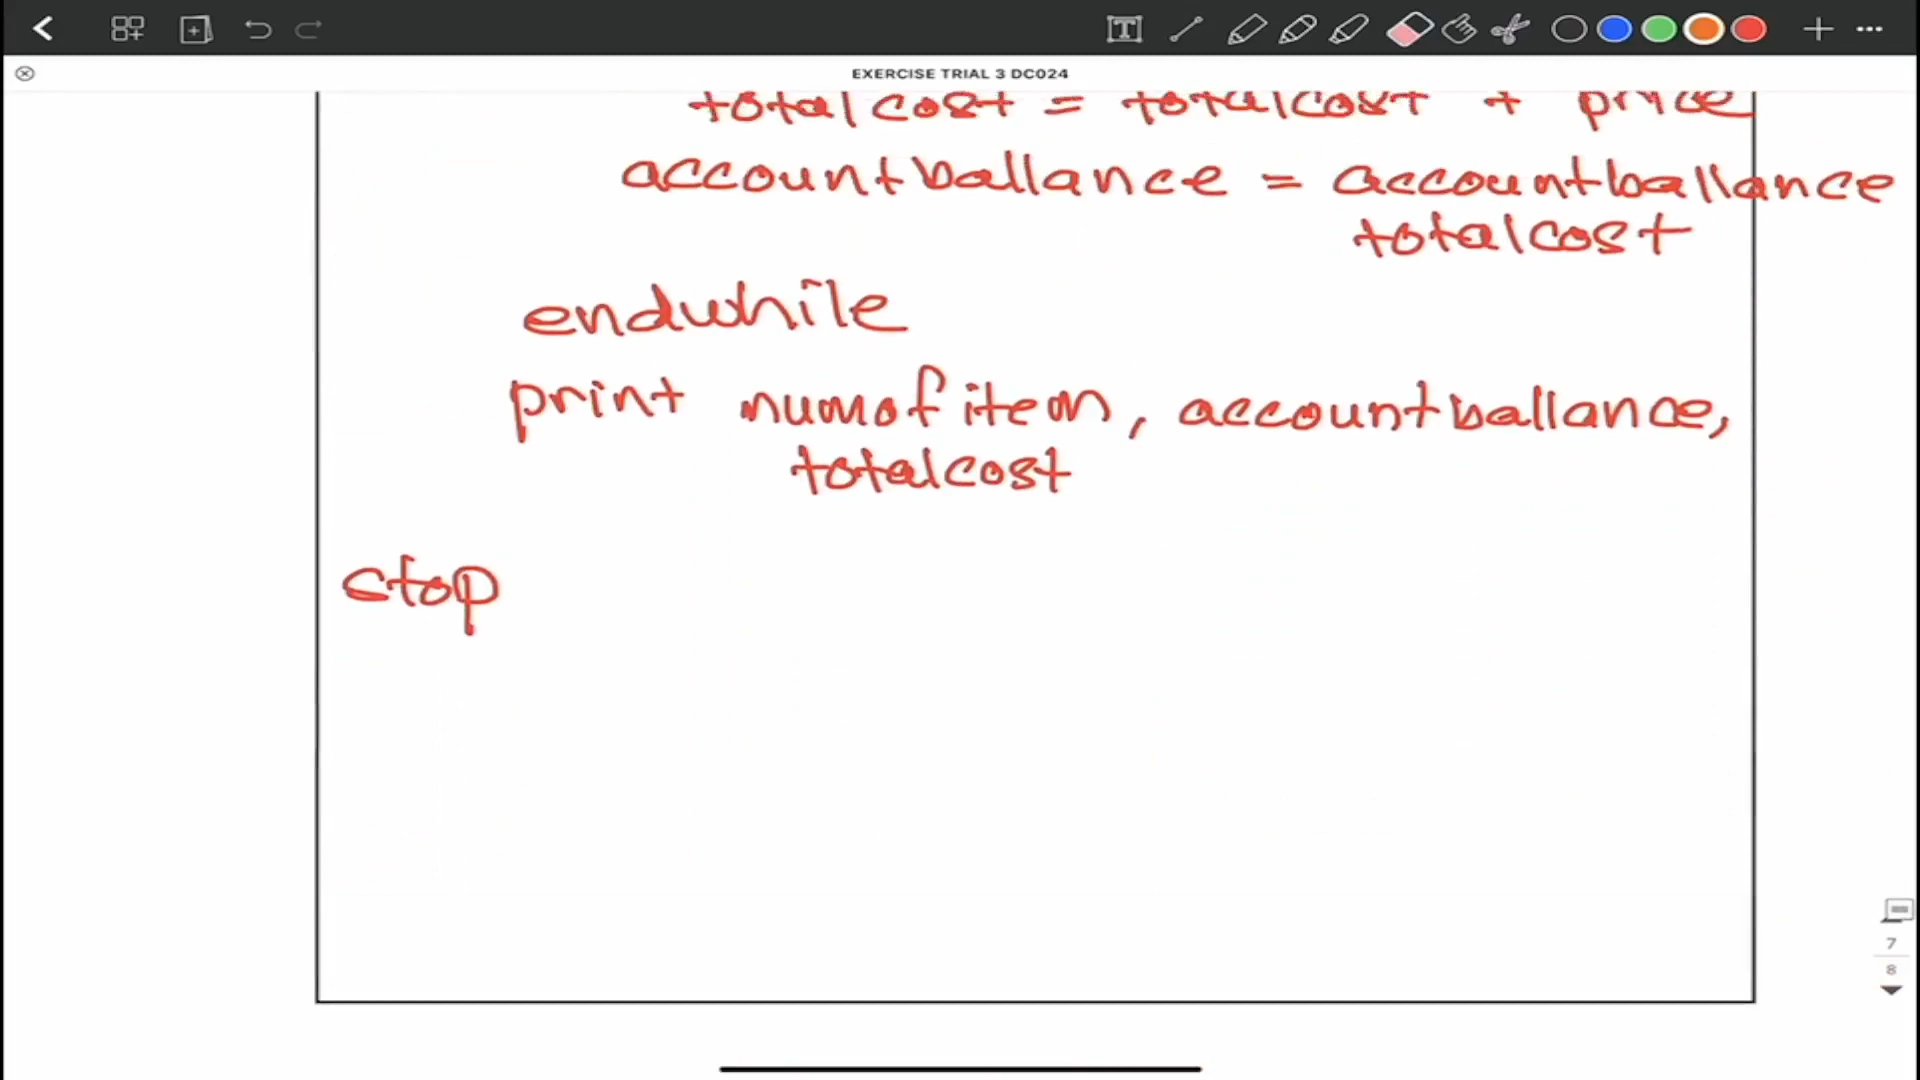 T
EXERCISE TRIAL 3 DC024
totalcost = totalcost + price
accountballance = accountballance
totalcost
endwhile
print numofitem, accountballance,
totalcost
stop
7
8